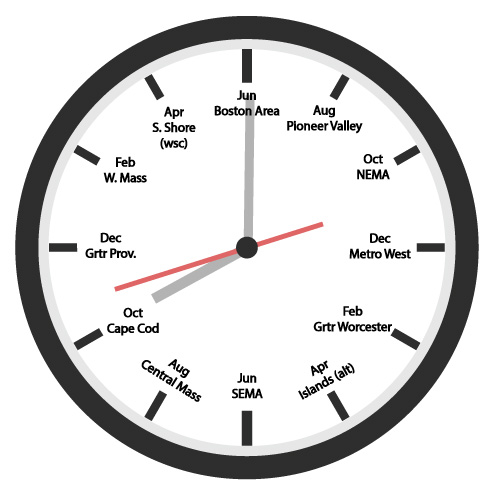 Jun
Boston Area
Aug
Pioneer Valley
Oct
NEMA
Dec
Metro West
Feb
Grtr Worcester
Apr
Islands (alt)
Jun
SEMA
Aug
Central Mass
Oct
Cape Cod
Dec
Grtr Prov.
Feb
W. Mass
Apr
S. Shore
(wsc)